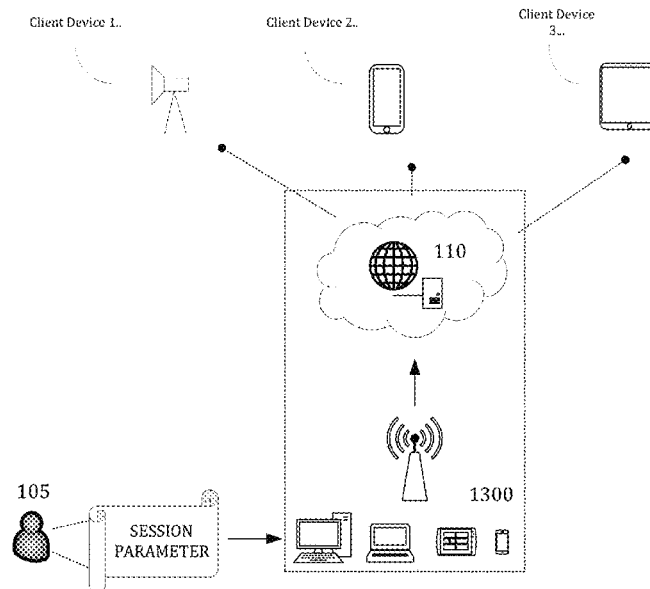 Client Device 1..
Client Device 2..
Client Device
3...
110
1300
105
SESSION
PARAMETER